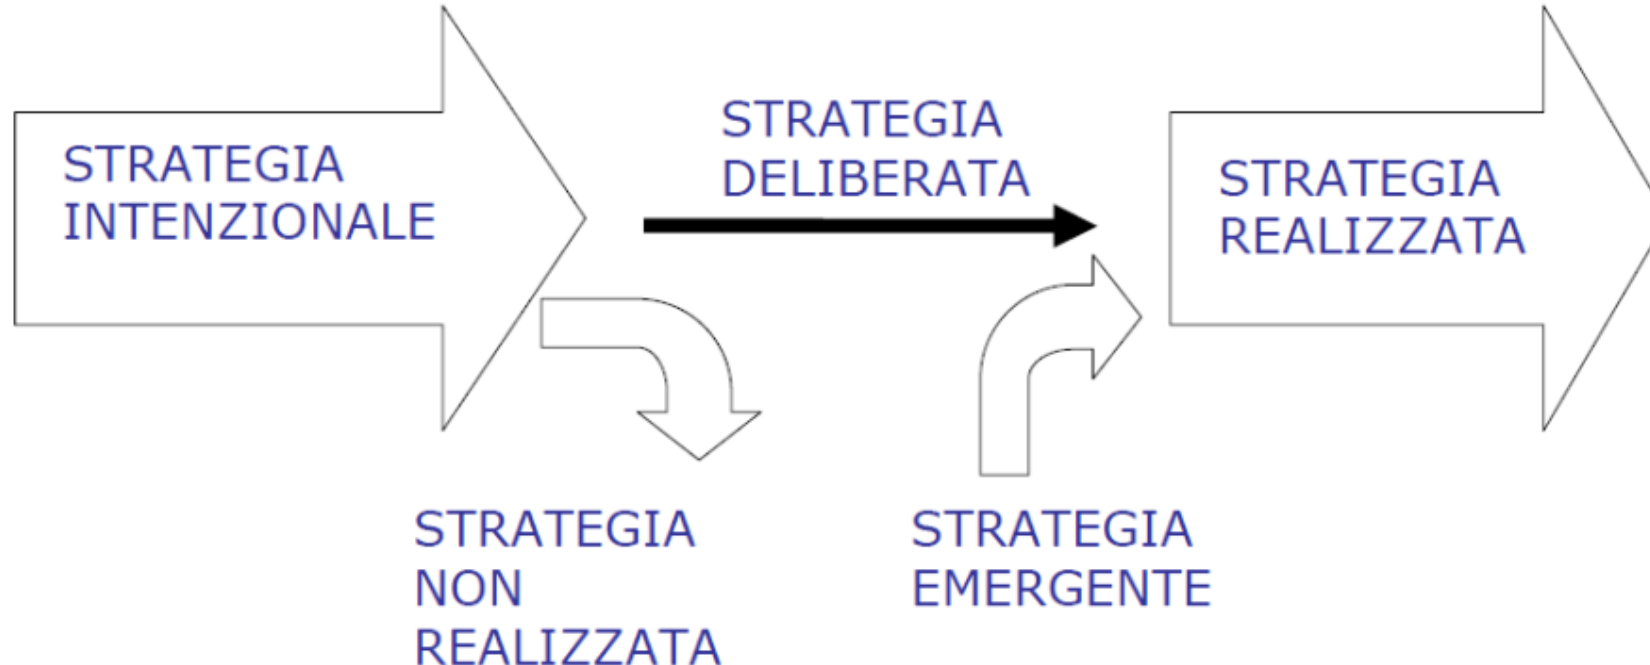 STRATEGIA
INTENZIONALE
STRATEGIA
DELIBERATA
STRATEGIA
REALIZZATA
STRATEGIA
NON
REALIZZATA
STRATEGIA
EMERGENTE